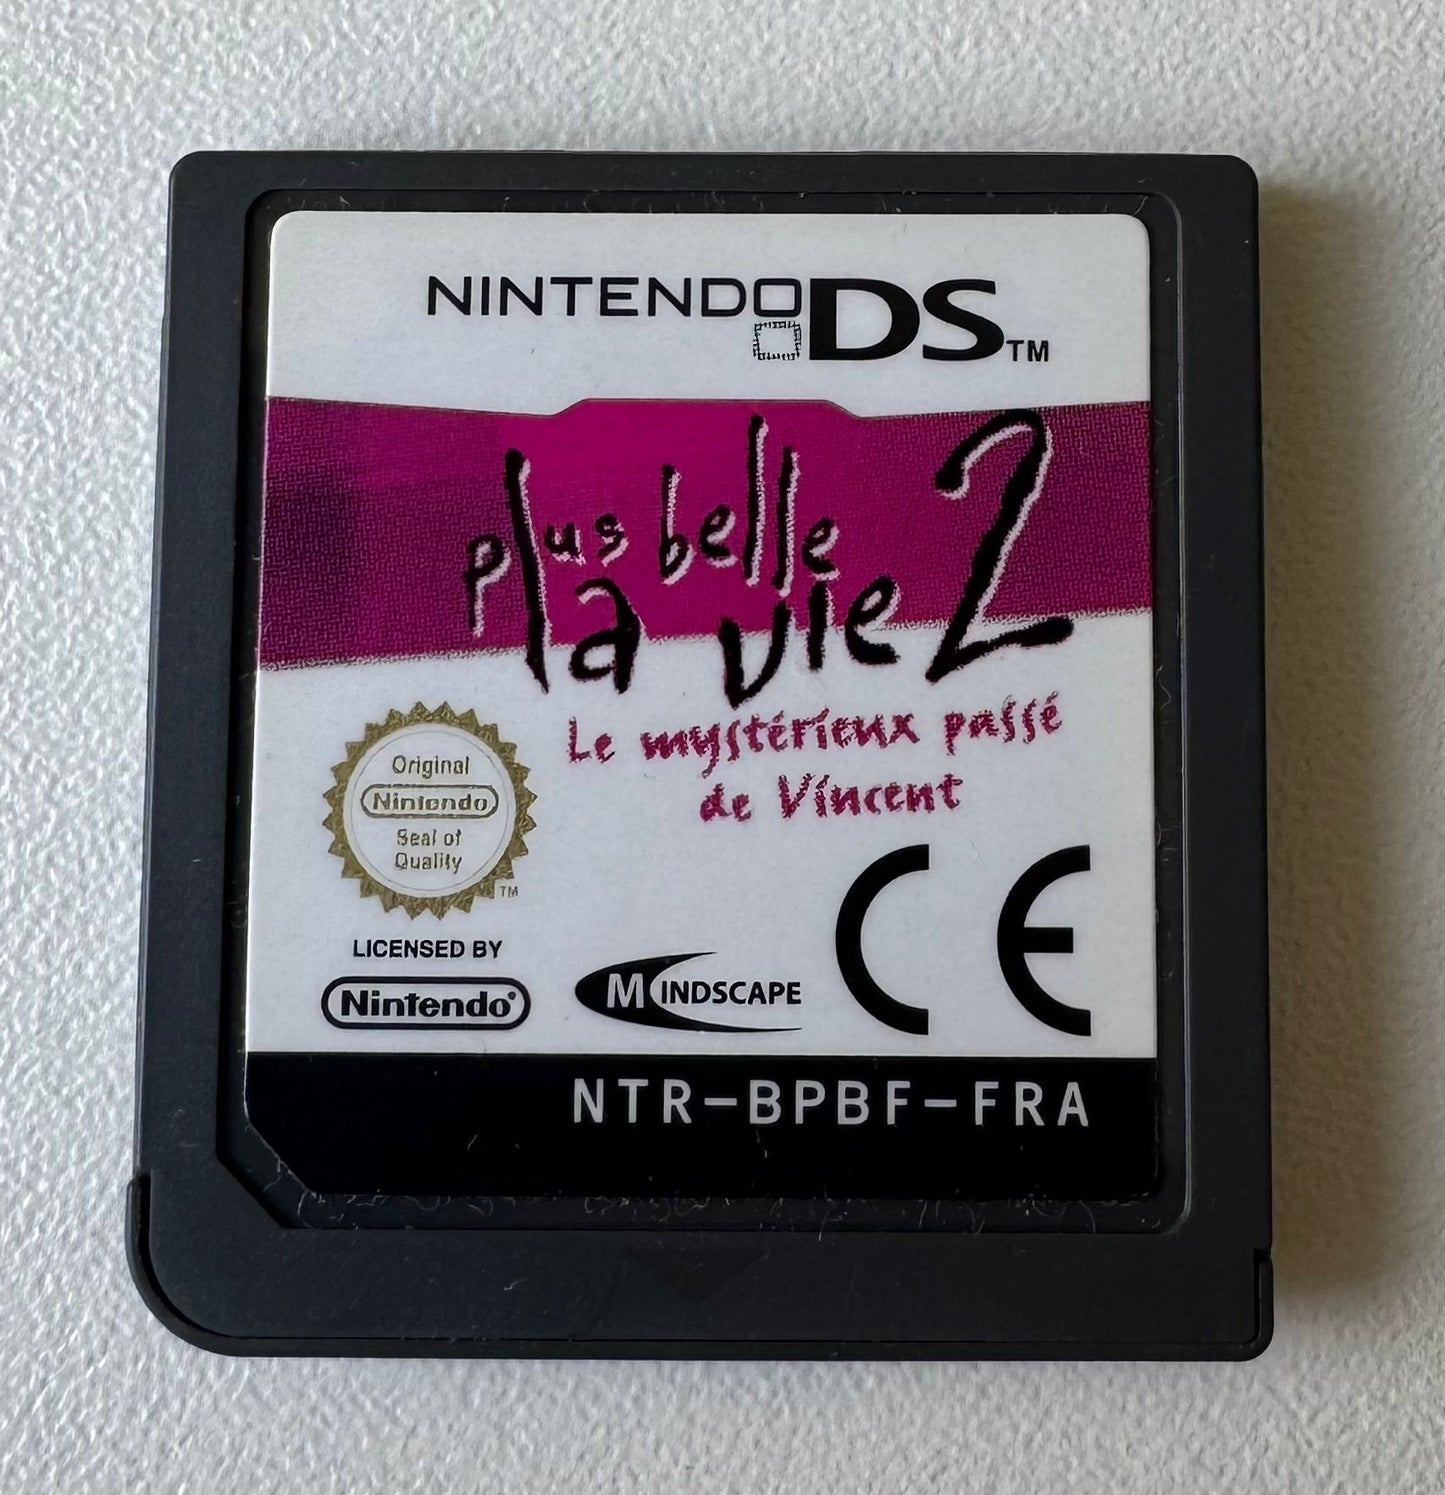 NINTENDO DS TM
plus belle
la vie 2
Le mystérieux passé
de Vincent
Original
Nintendo
Seal of
Quality
TM
LICENSED BY
Nintendo®
MINDSCAPE
CE
NTR-BPBF-FRA